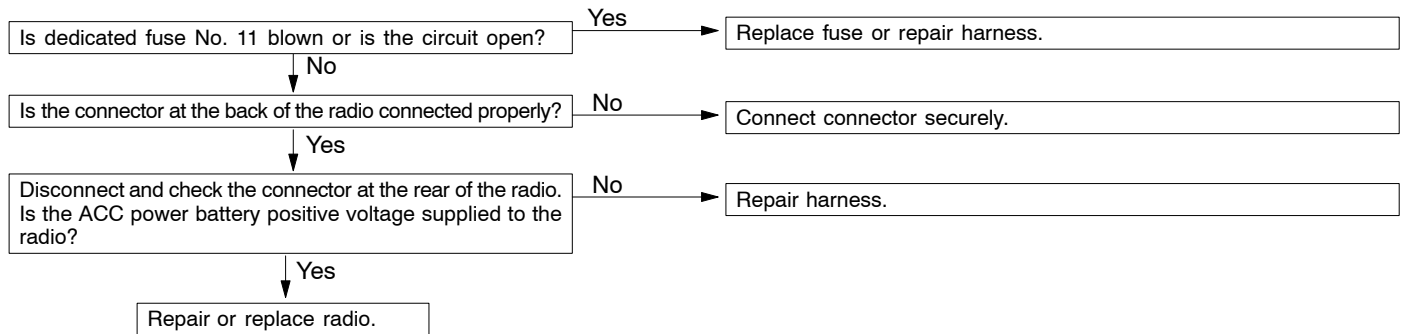 Is dedicated fuse No. 11 blown or is the circuit open?
Yes
Replace fuse or repair harness.
No
Is the connector at the back of the radio connected properly?
No
Connect connector securely.
Yes
Disconnect and check the connector at the rear of the radio.
Is the ACC power battery positive voltage supplied to the
radio?
No
Repair harness.
Yes
Repair or replace radio.